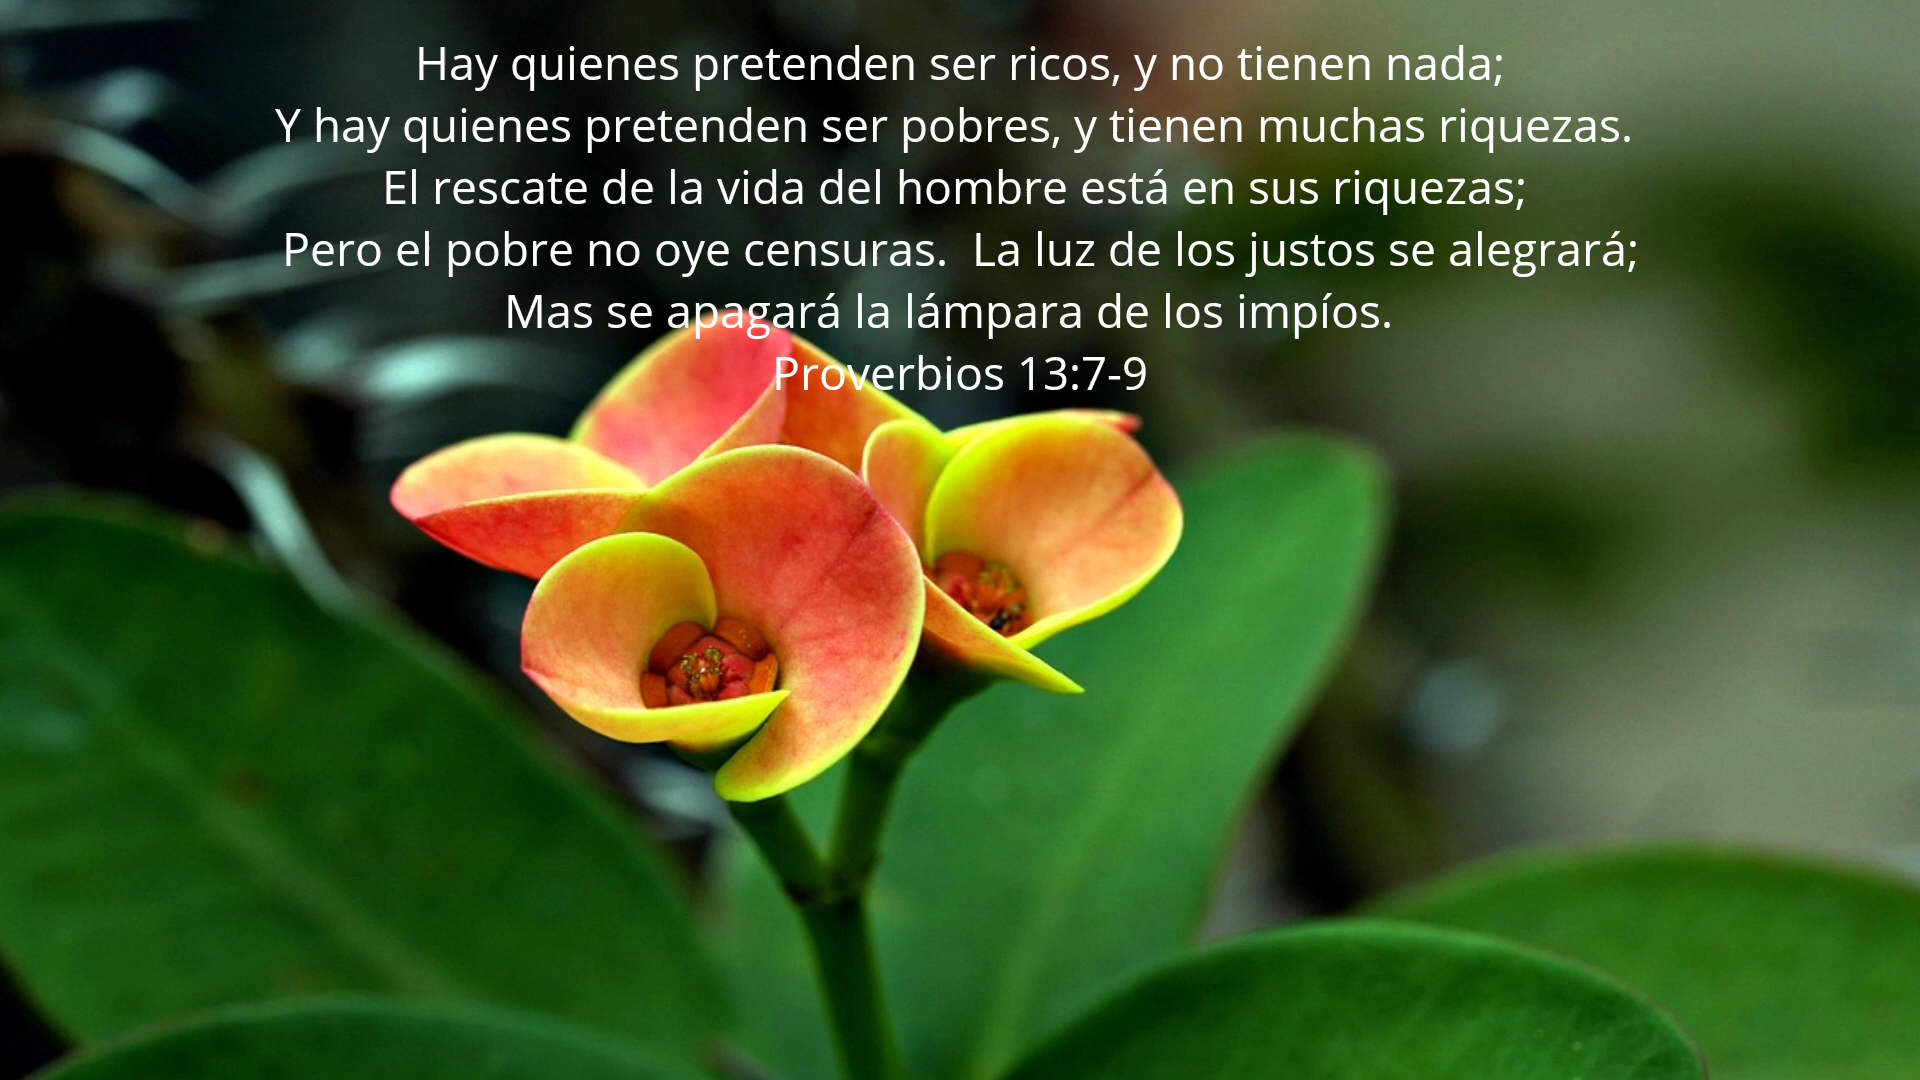 Hay quienes pretenden ser ricos, y no tienen nada;
Y hay quienes pretenden ser pobres, y tienen muchas riquezas.
El rescate de la vida del hombre está en sus riquezas;
Pero el pobre no oye censuras.  La luz de los justos se alegrará;
Mas se apagará la lámpara de los impíos.
Proverbios 13:7-9